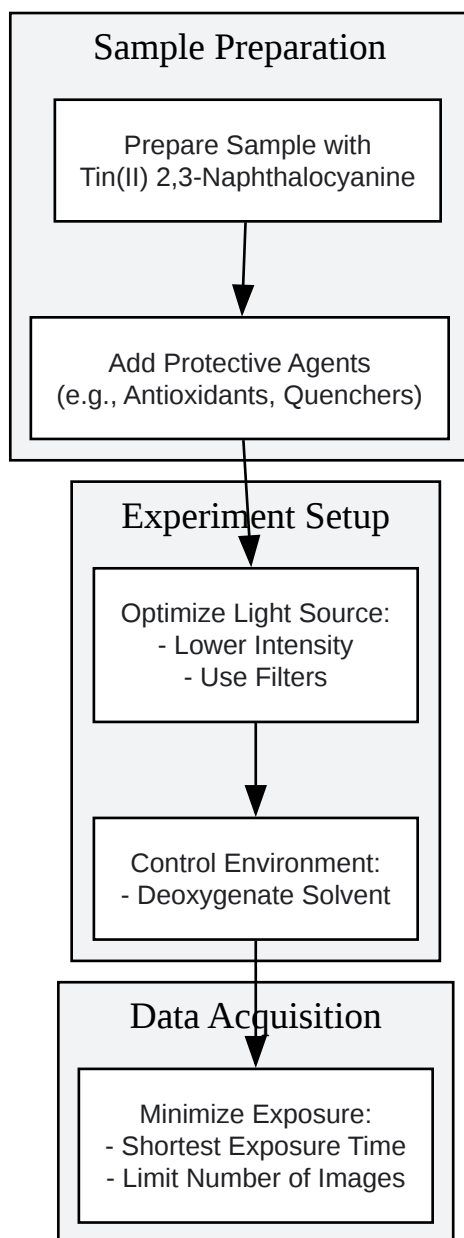 Sample Preparation
Prepare Sample with
Tin(II) 2,3-Naphthalocyanine
Add Protective Agents
(e.g., Antioxidants, Quenchers)
Experiment Setup
Optimize Light Source:
- Lower Intensity
- Use Filters
Control Environment:
- Deoxygenate Solvent
Data Acquisition
Minimize Exposure:
- Shortest Exposure Time
- Limit Number of Images